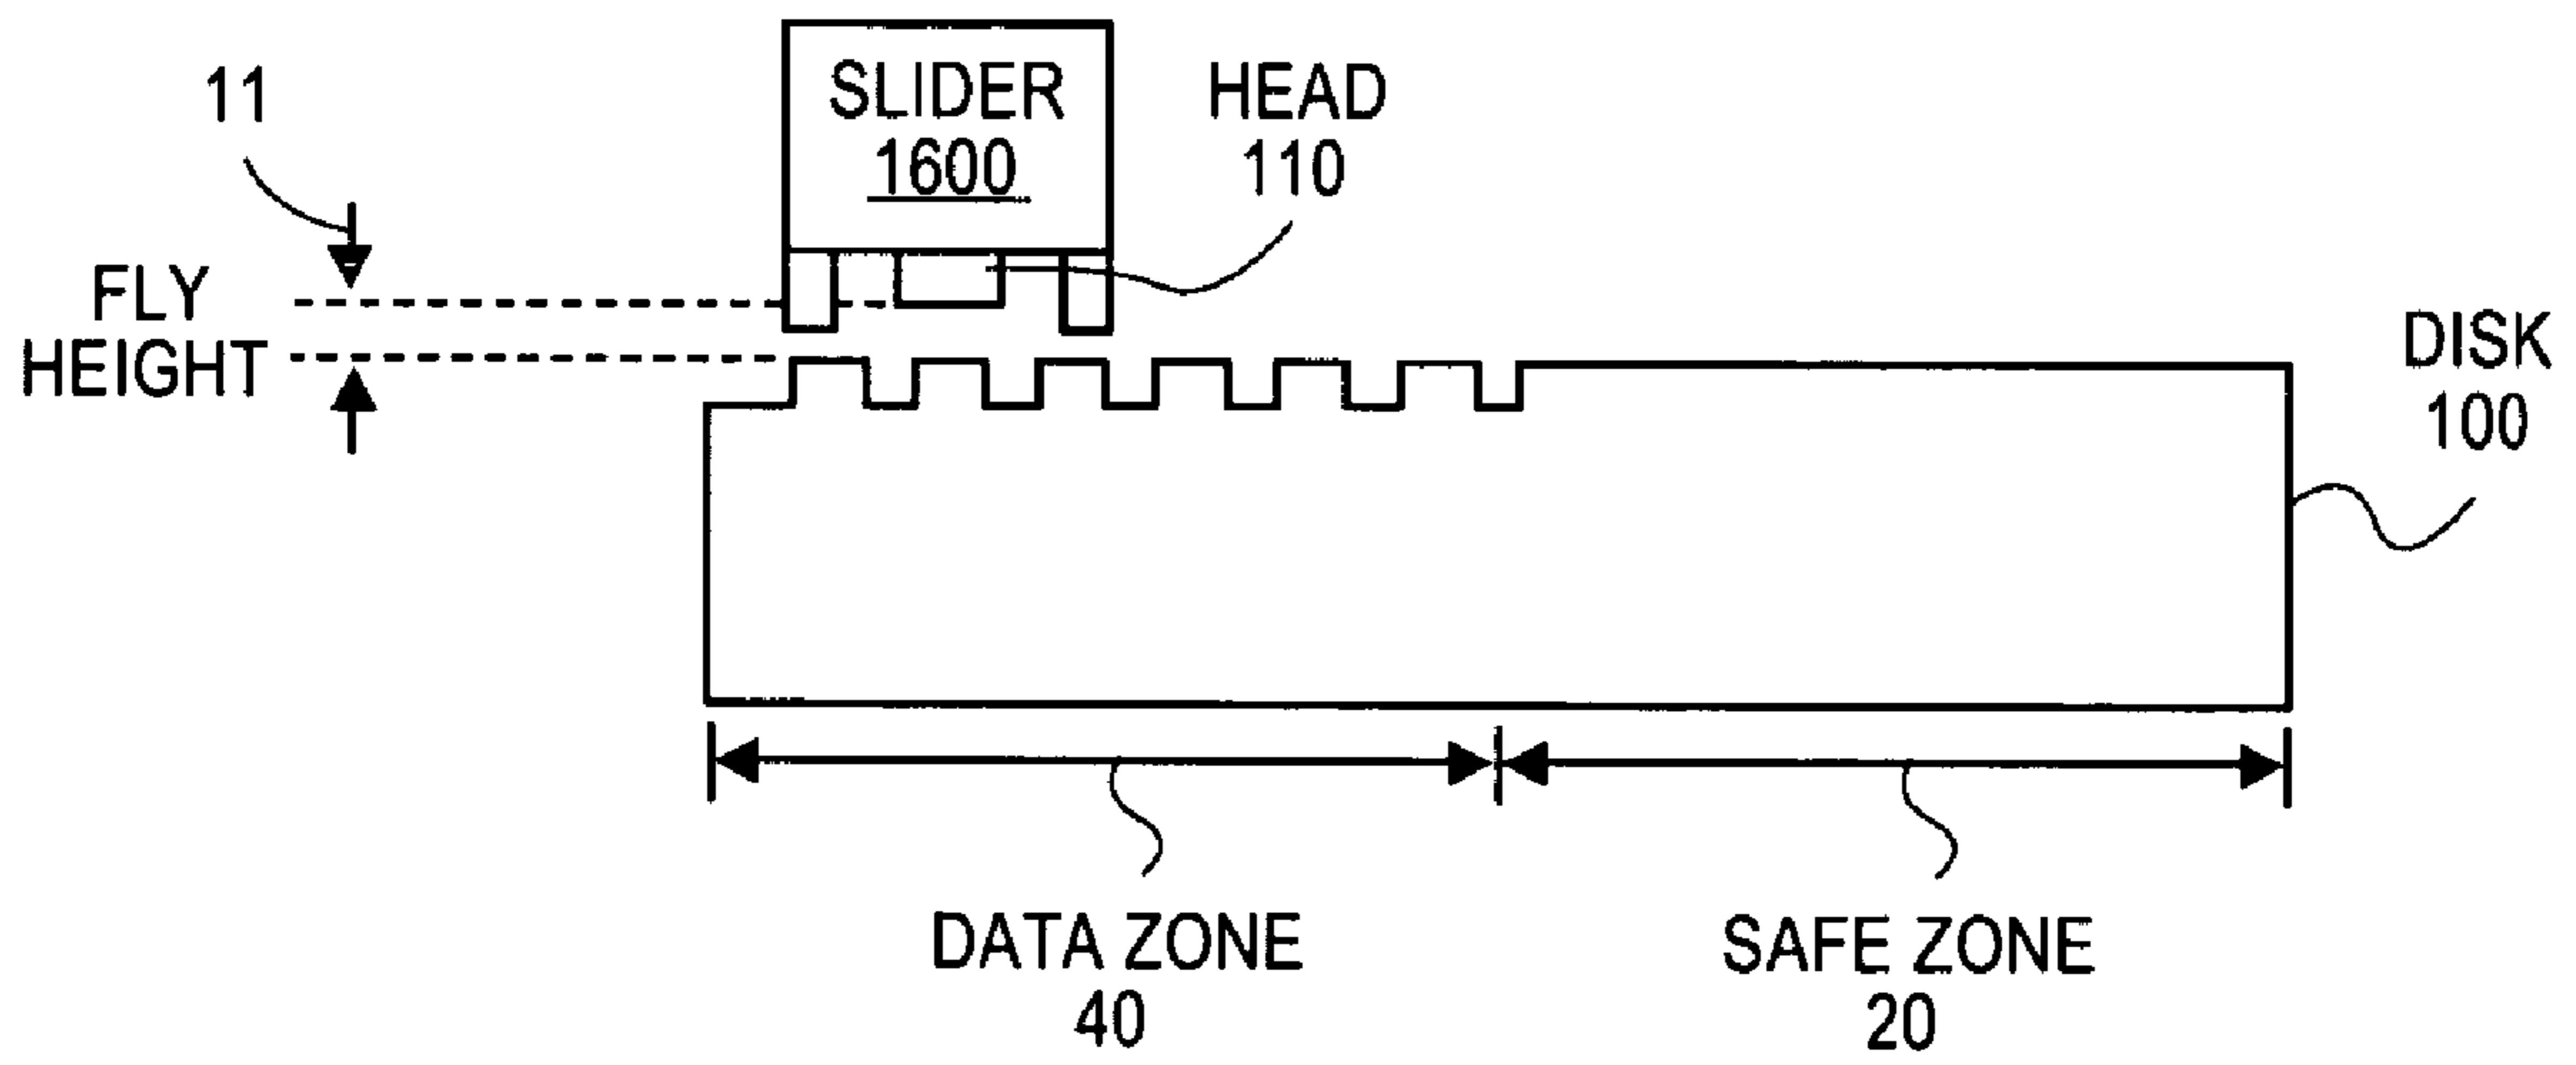 11
SLIDER
1600
HEAD
110
FLY
HEIGHT
DISK
100
DATA ZONE
40
SAFE ZONE
20